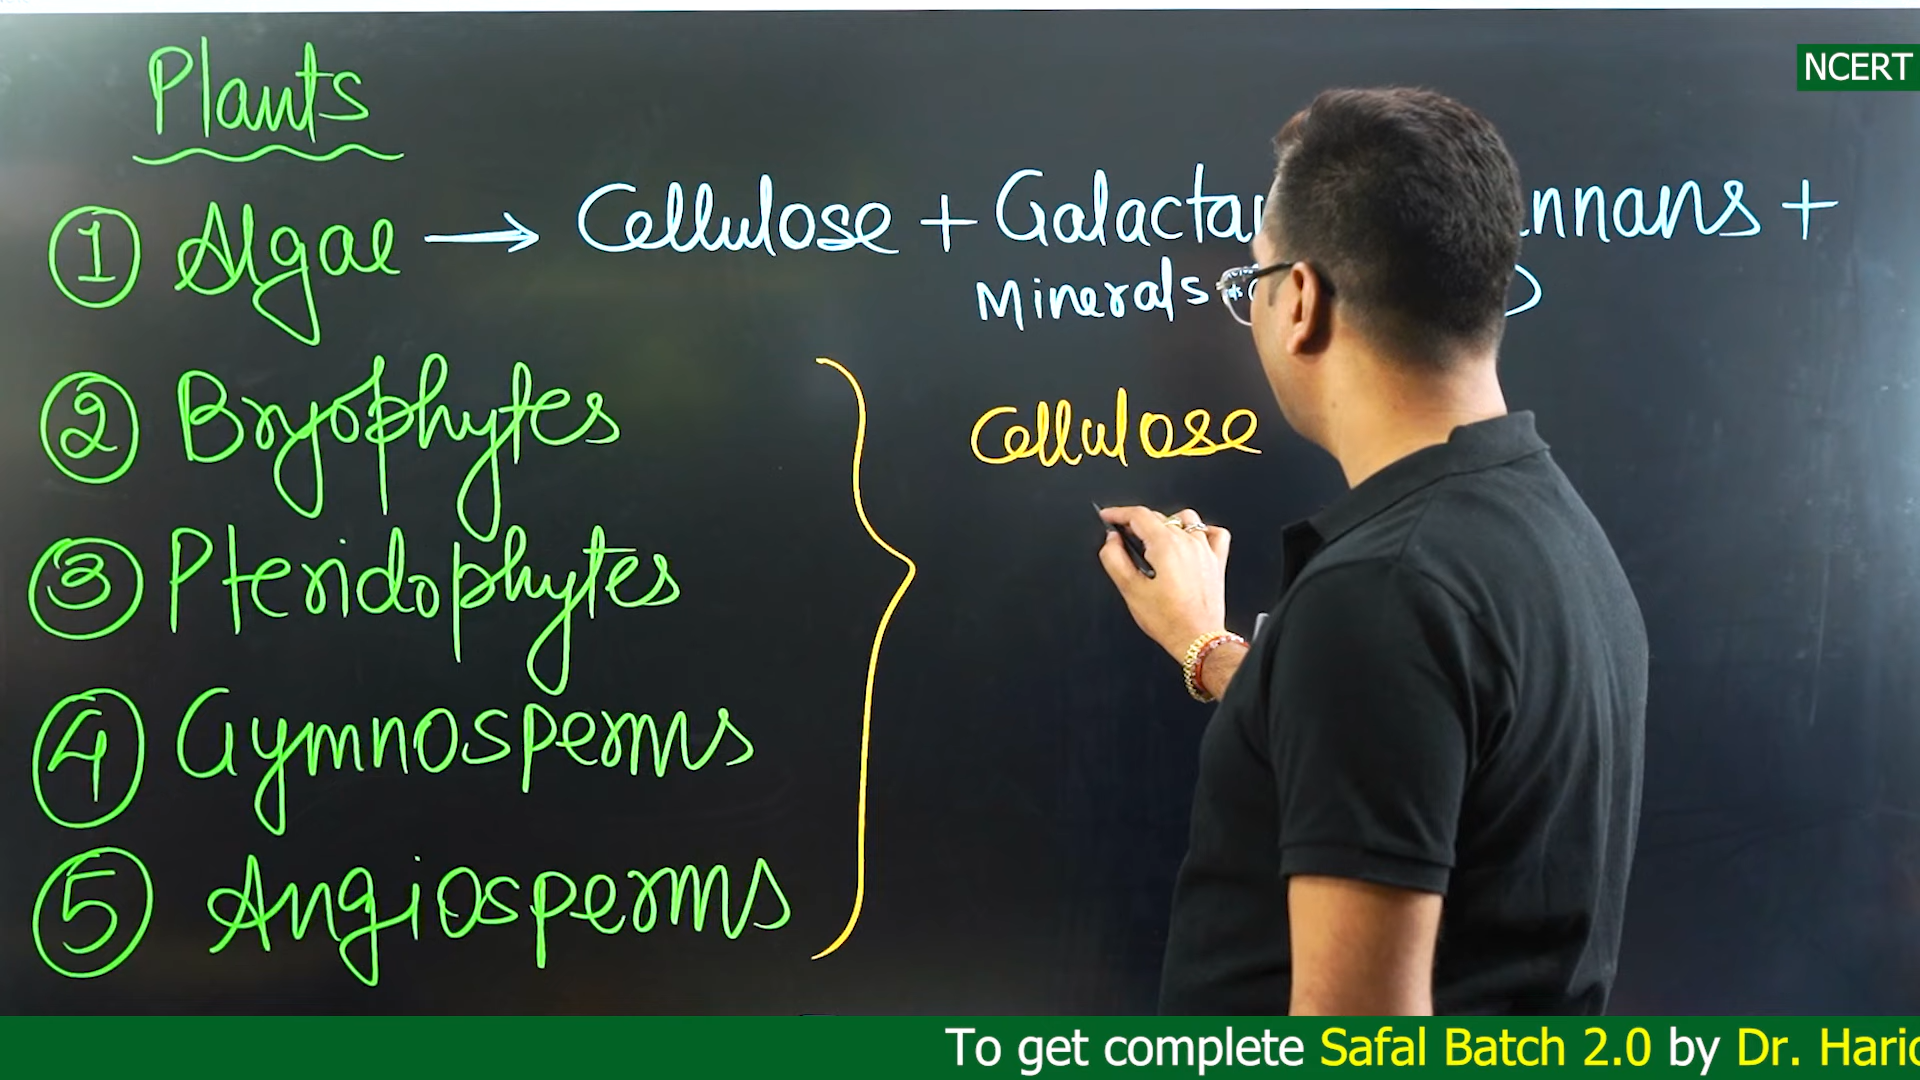 NCERT
Plants
① Algae → Cellulose + Galacta nnans +
Minerals
② Bryophytes
Cellulose
③ Pteridophytes
④ Gymnosperms
⑤ Angiosperms
To get complete Safal Batch 2.0 by Dr. Hario